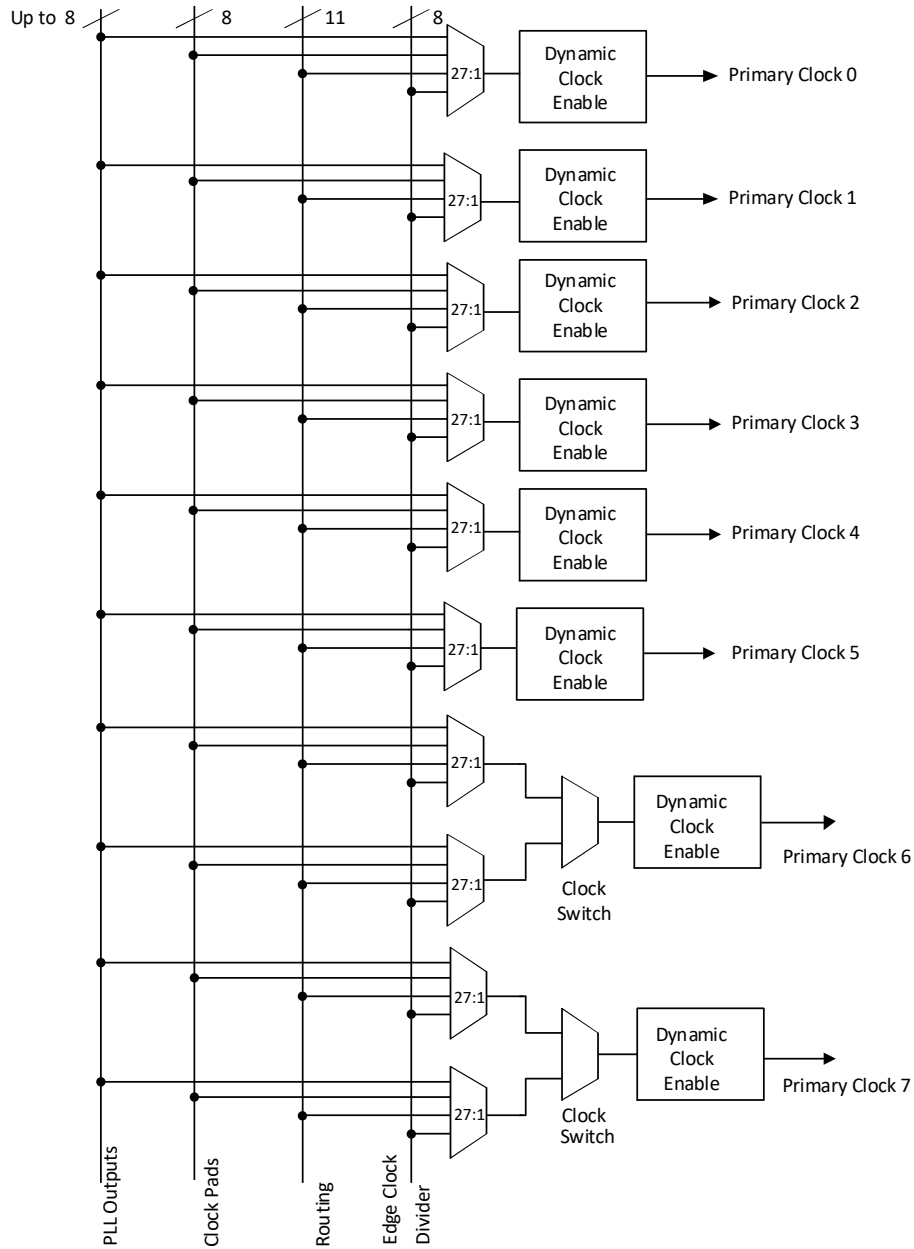 Up to 8 8 11 8
27:1 Dynamic Clock Enable Primary Clock 0
27:1 Dynamic Clock Enable Primary Clock 1
27:1 Dynamic Clock Enable Primary Clock 2
27:1 Dynamic Clock Enable Primary Clock 3
27:1 Dynamic Clock Enable Primary Clock 4
27:1 Dynamic Clock Enable Primary Clock 5
27:1
27:1
Clock
Switch
Dynamic
Clock
Enable
Primary Clock 6
27:1
27:1
Clock
Switch
Dynamic
Clock
Enable
Primary Clock 7
PLL Outputs
Clock Pads
Routing
Edge Clock
Divider